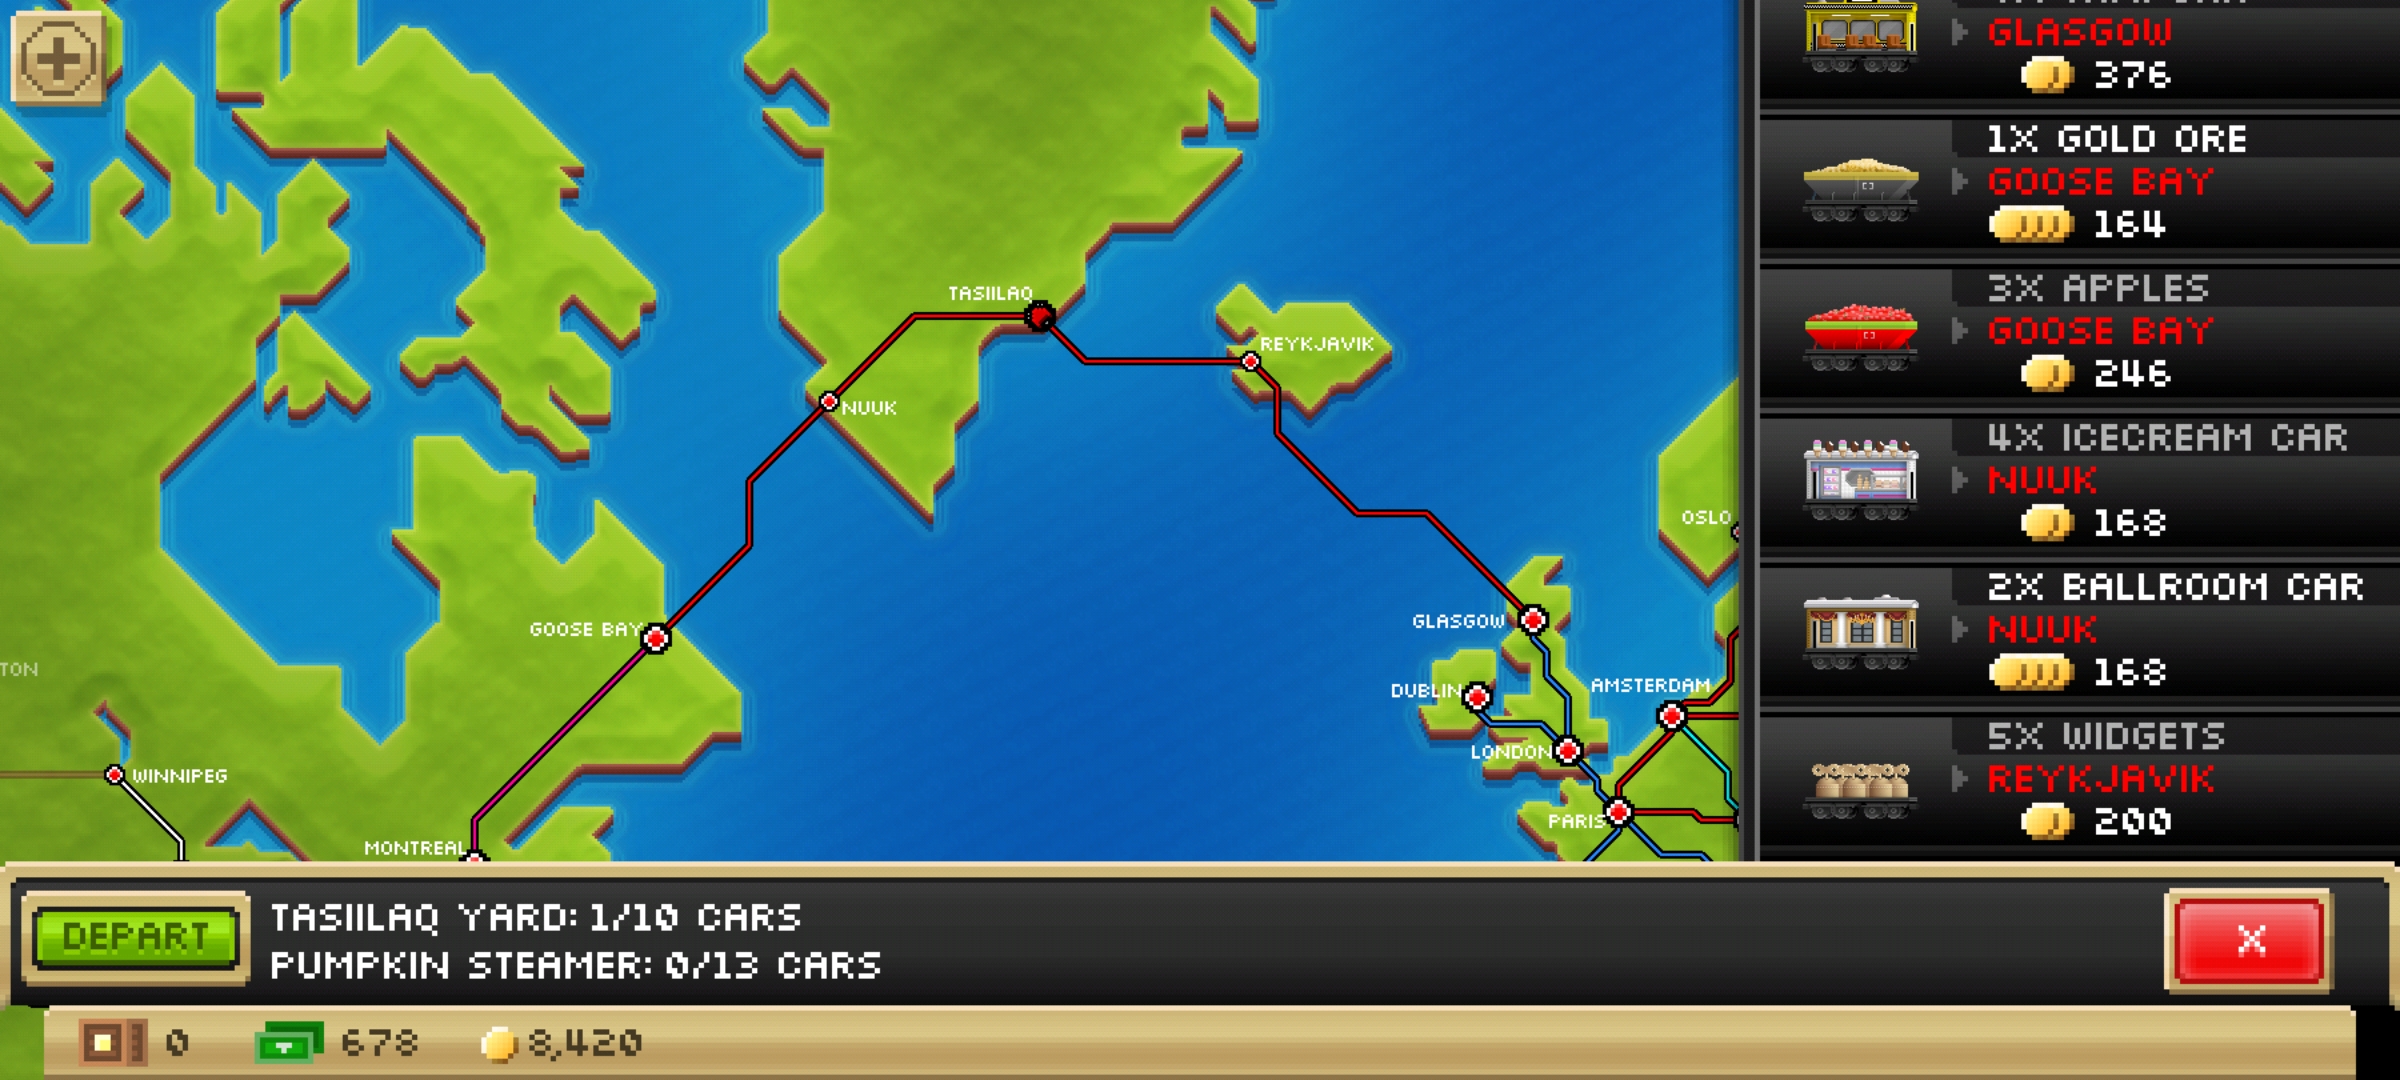 TASIILAQ
REYKJAVIK
NUUK
OSLO
GOOSE BAY
GLASGOW
TON
DUBLIN
AMSTERDAM
LONDON
WINNIPEG
PARIS
MONTREAL
GLASGOW
376
1X GOLD ORE
GOOSE BAY
164
3X APPLES
GOOSE BAY
246
4X ICECREAM CAR
NUUK
168
2X BALLROOM CAR
NUUK
168
5X WIDGETS
REYKJAVIK
200
DEPART
TASIILAQ YARD: 1/10 CARS
PUMPKIN STEAMER: 0/13 CARS
X
0
678
8,420